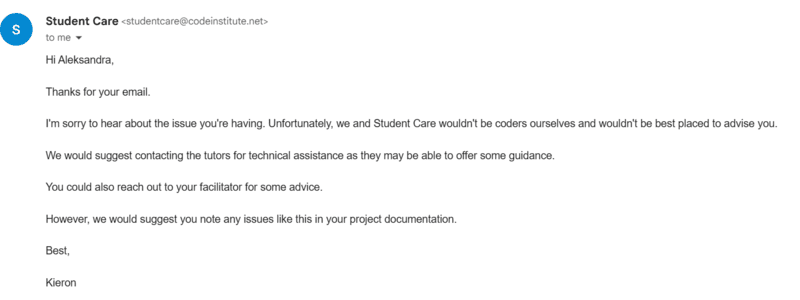 S
Student Care <studentcare@codeinstitute.net>
to me
Hi Aleksandra,
Thanks for your email.
I'm sorry to hear about the issue you're having. Unfortunately, we and Student Care wouldn't be coders ourselves and wouldn't be best placed to advise you.
We would suggest contacting the tutors for technical assistance as they may be able to offer some guidance.
You could also reach out to your facilitator for some advice.
However, we would suggest you note any issues like this in your project documentation.
Best,
Kieron